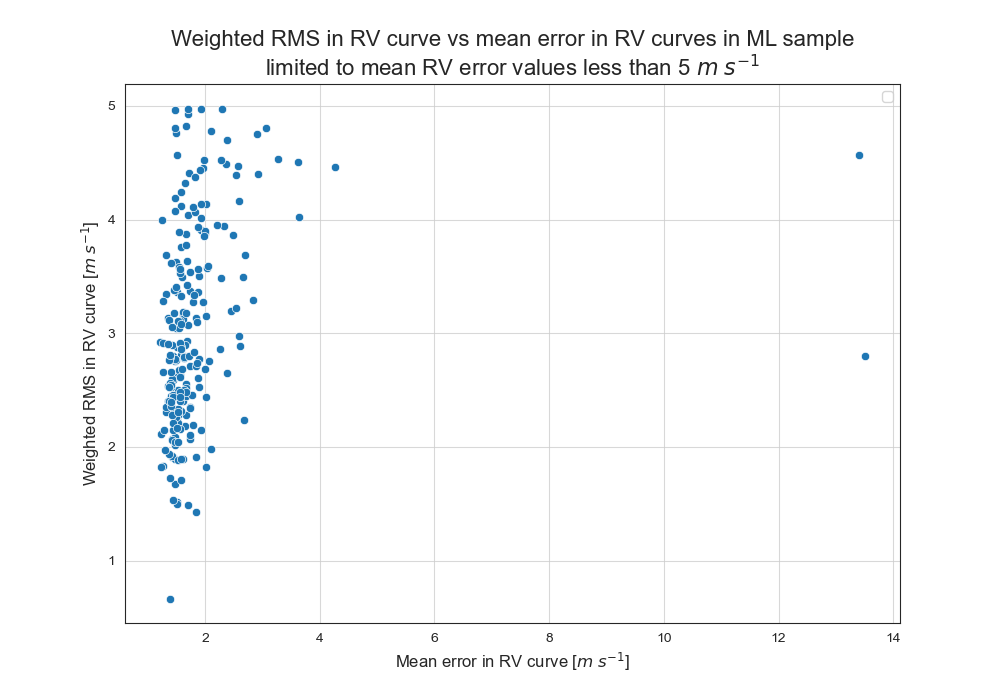 Weighted RMS in RV curve vs mean error in RV curves in ML sample
limited to mean RV error values less than 5 m s⁻¹
5
4
3
2
1
Weighted RMS in RV curve [m s⁻¹]
2 4 6 8 10 12 14
Mean error in RV curve [m s⁻¹]